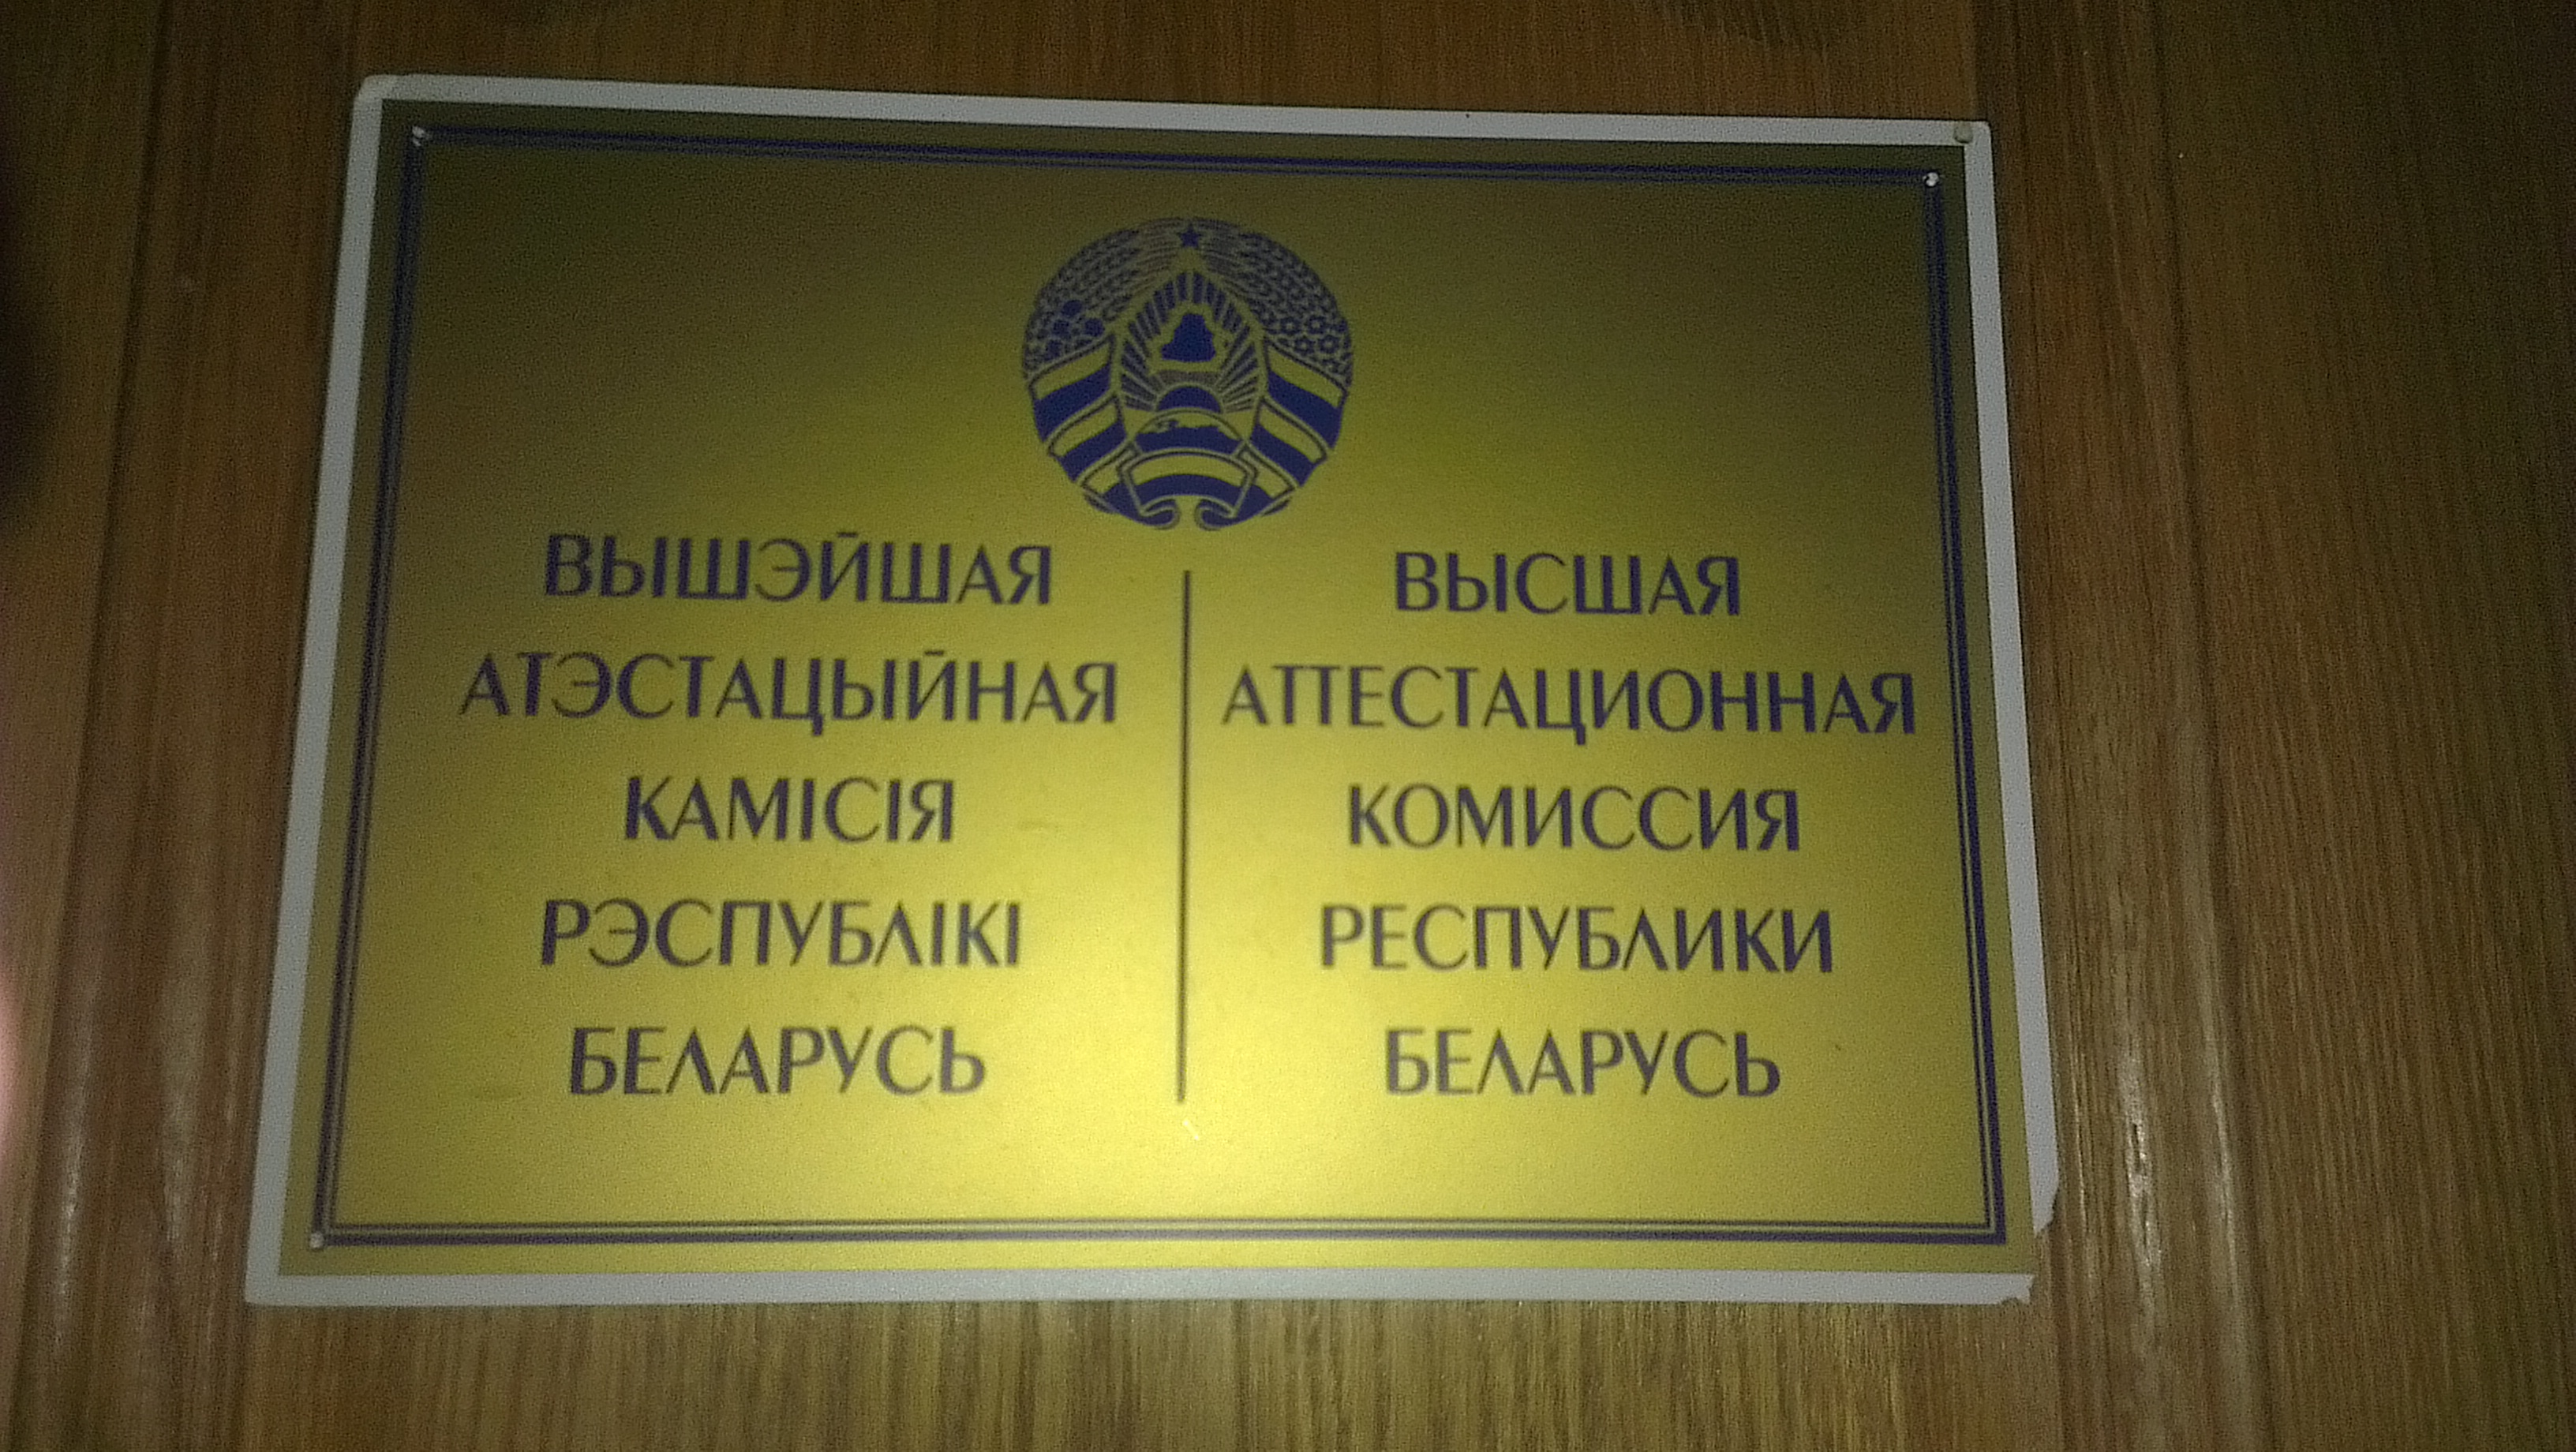 ВЫШЭЙШАЯ
АТЭСТАЦЫЙНАЯ
КАМІСІЯ
РЭСПУБЛІКІ
БЕЛАРУСЬ
ВЫСШАЯ
АТТЕСТАЦИОННАЯ
КОМИССИЯ
РЕСПУБЛИКИ
БЕЛАРУСЬ